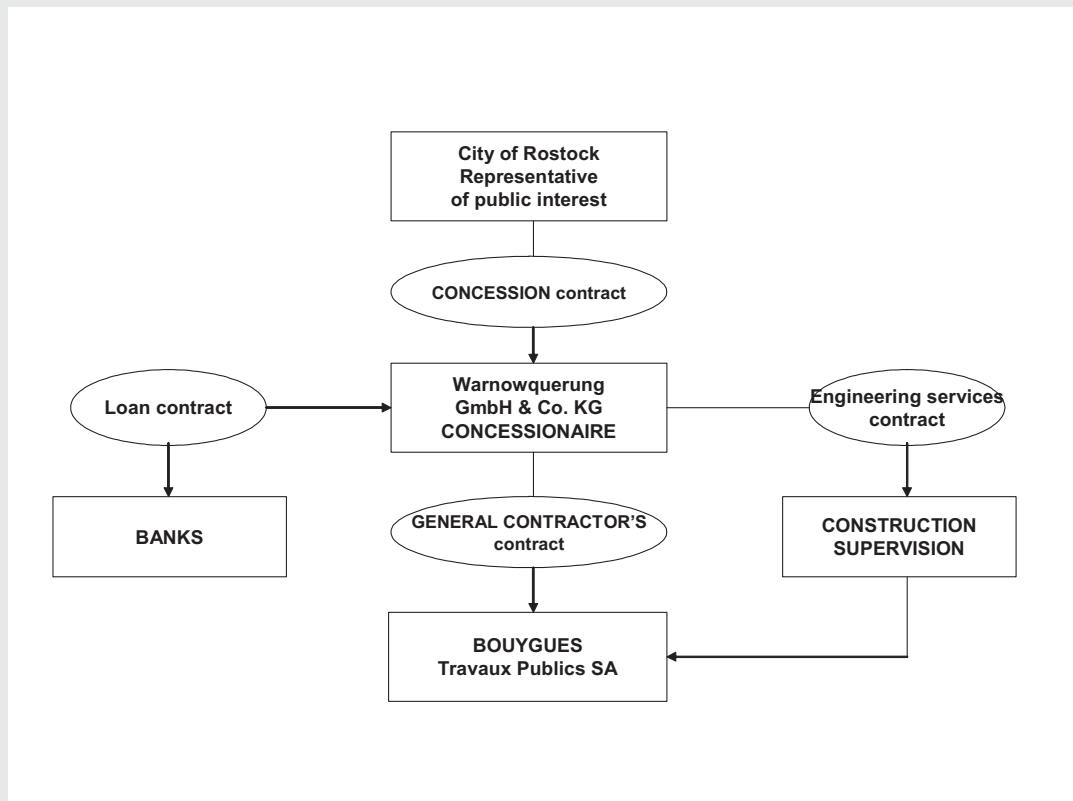 City of Rostock
Representative
of public interest
CONCESSION contract
Warnowquerung
GmbH & Co. KG
CONCESSIONAIRE
Loan contract
Engineering services
contract
BANKS
GENERAL CONTRACTOR'S
contract
CONSTRUCTION
SUPERVISION
BOUYGUES
Travaux Publics SA